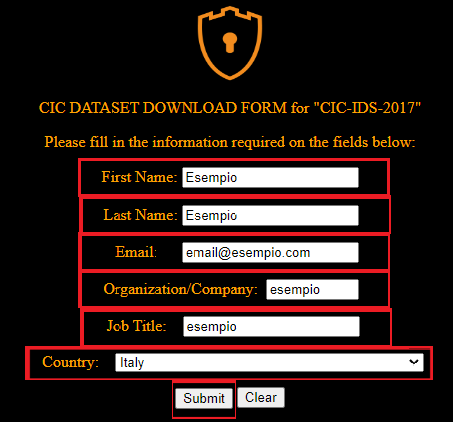 CIC DATASET DOWNLOAD FORM for "CIC-IDS-2017"
Please fill in the information required on the fields below:
First Name: Esempio
Last Name: Esempio
Email: email@esempio.com
Organization/Company: esempio
Job Title: esempio
Country: Italy
Submit Clear